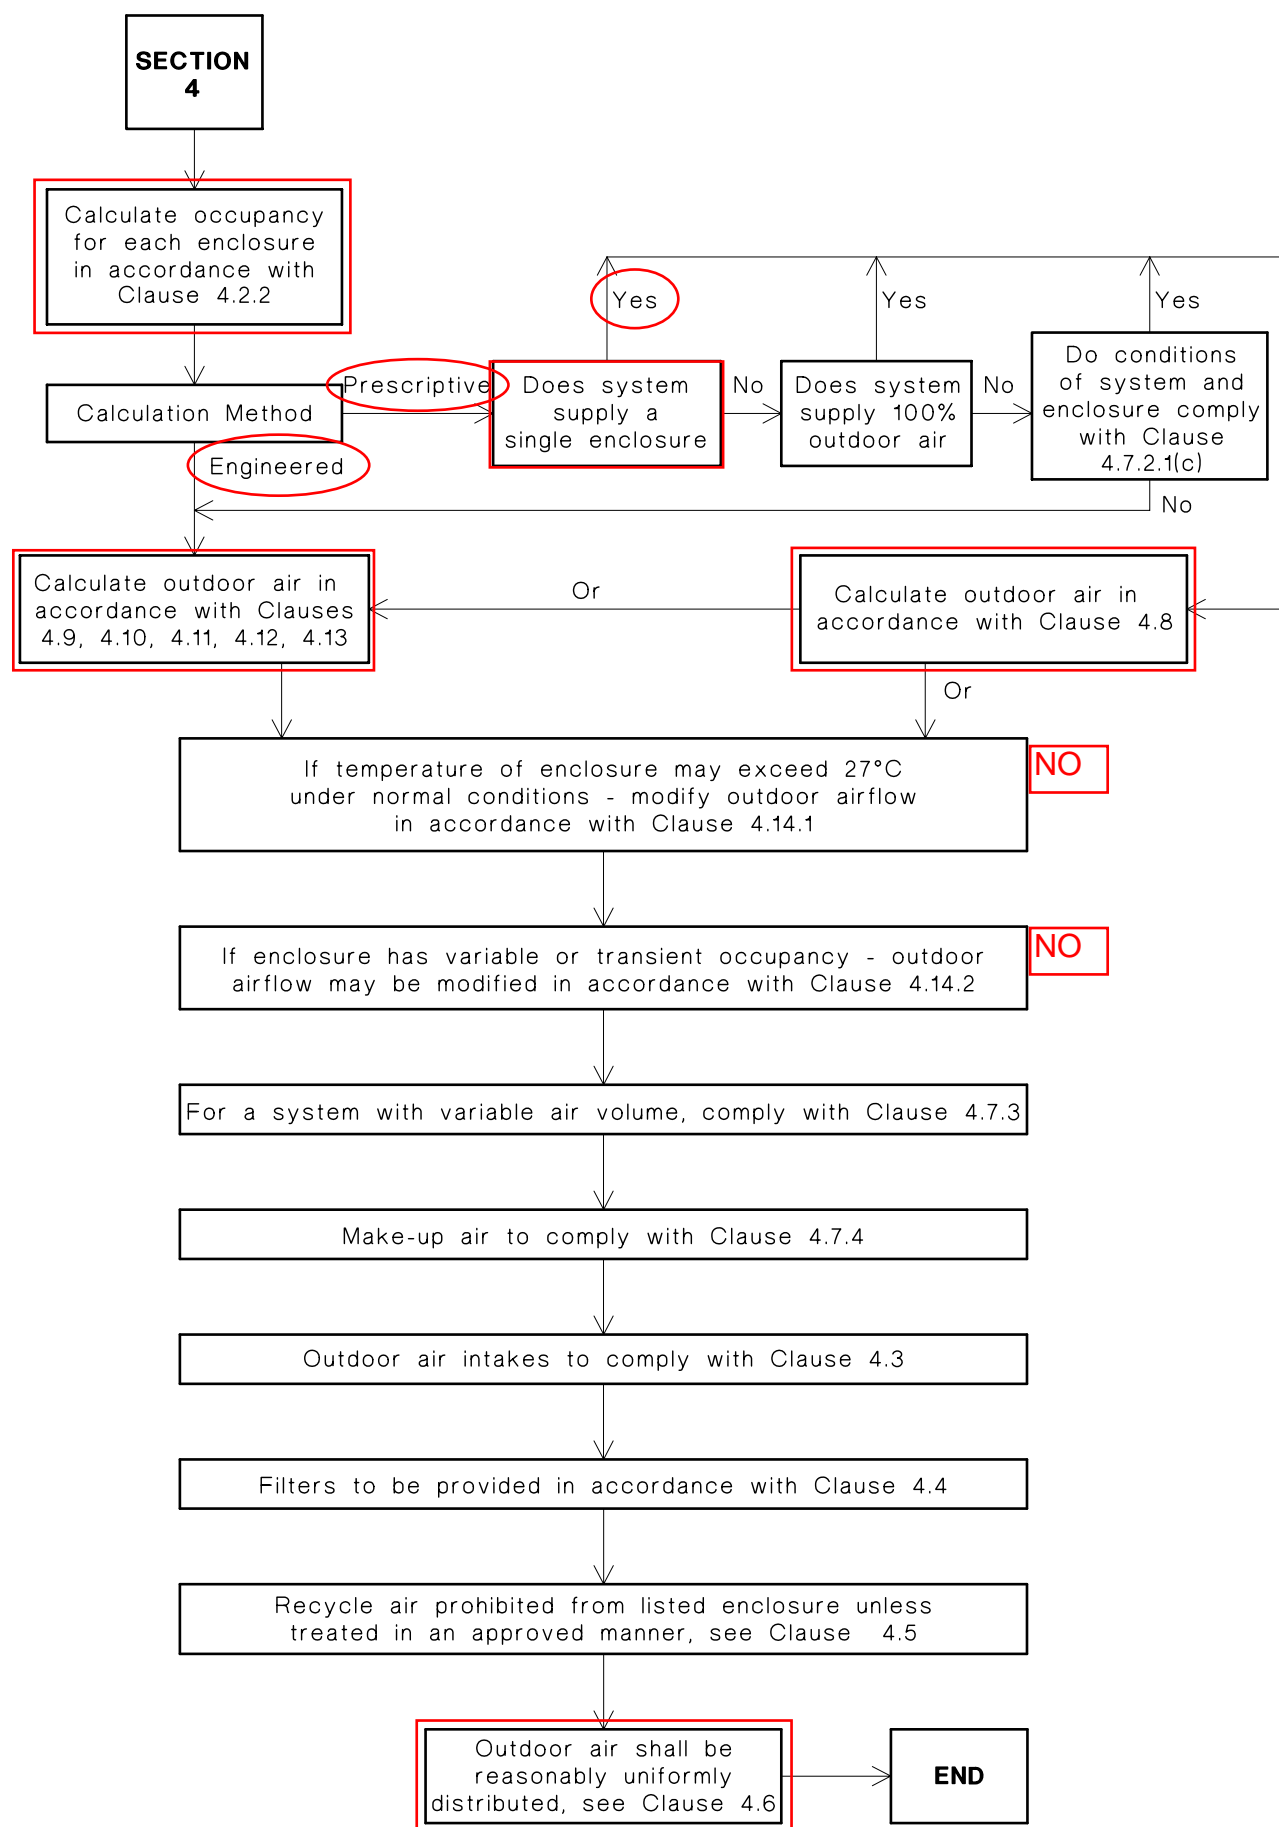 SECTION
4
Calculate occupancy
for each enclosure
in accordance with
Clause 4.2.2
Calculation Method
Prescriptive
Engineered
Does system
supply a
single enclosure
Yes
No
Does system
supply 100%
outdoor air
Yes
No
Do conditions
of system and
enclosure comply
with Clause
4.7.2.1(c)
Yes
No
Calculate outdoor air in
accordance with Clauses
4.9, 4.10, 4.11, 4.12, 4.13
Or
Calculate outdoor air in
accordance with Clause 4.8
Or
If temperature of enclosure may exceed 27°C
under normal conditions - modify outdoor airflow
in accordance with Clause 4.14.1
NO
If enclosure has variable or transient occupancy - outdoor
airflow may be modified in accordance with Clause 4.14.2
NO
For a system with variable air volume, comply with Clause 4.7.3
Make-up air to comply with Clause 4.7.4
Outdoor air intakes to comply with Clause 4.3
Filters to be provided in accordance with Clause 4.4
Recycle air prohibited from listed enclosure unless
treated in an approved manner, see Clause 4.5
Outdoor air shall be
reasonably uniformly
distributed, see Clause 4.6
END